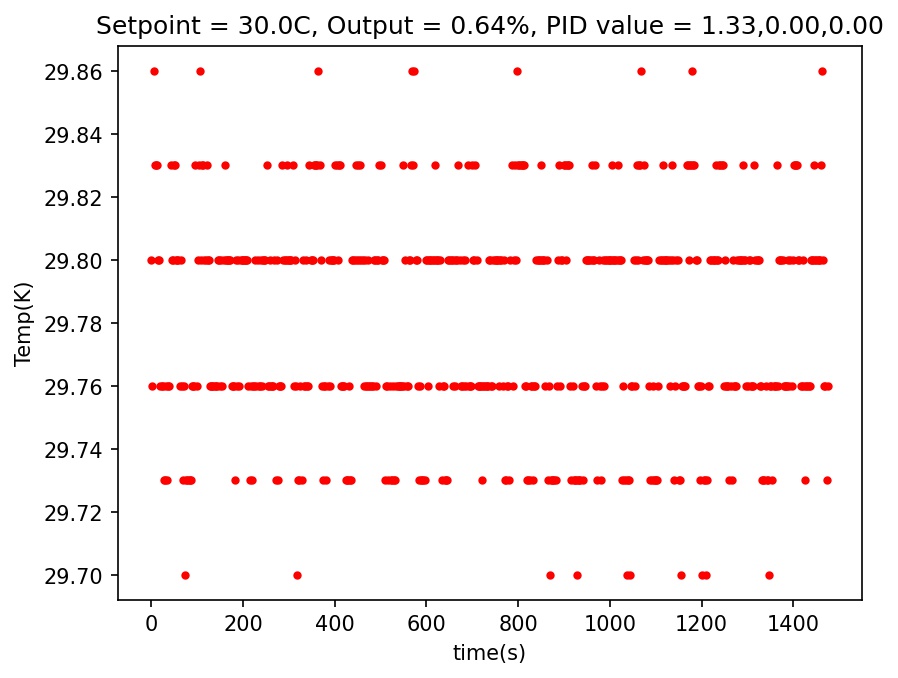 Setpoint = 30.0C, Output = 0.64%, PID value = 1.33,0.00,0.00
29.86
29.84
29.82
29.80
29.78
29.76
29.74
29.72
29.70
Temp(K)
0 200 400 600 800 1000 1200 1400
time(s)